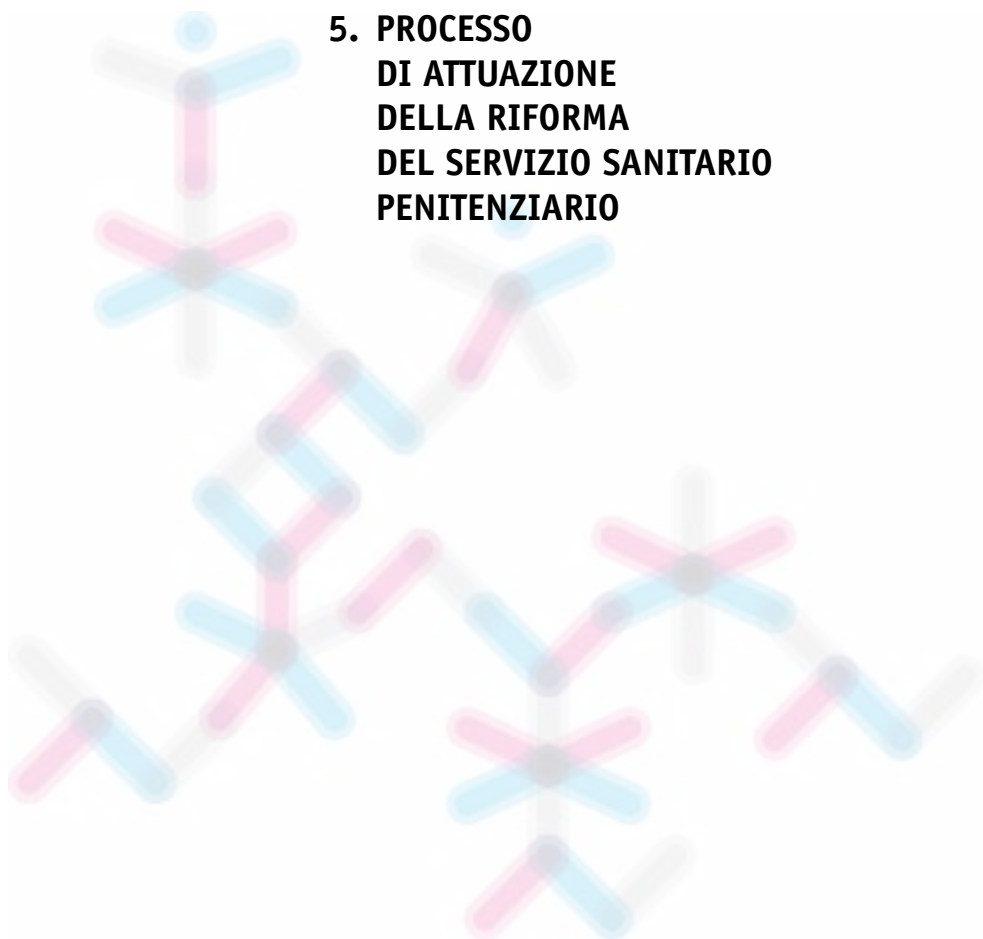 5. PROCESSO
DI ATTUAZIONE
DELLA RIFORMA
DEL SERVIZIO SANITARIO
PENITENZIARIO